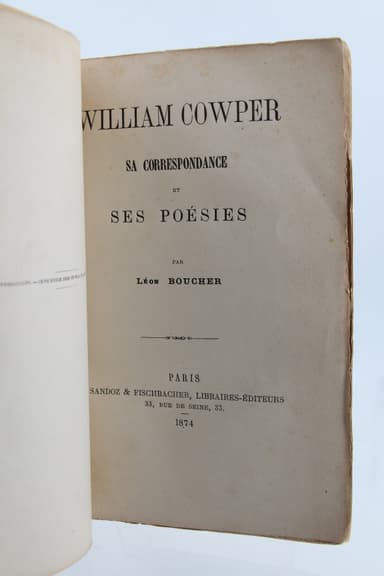 WILLIAM COWPER
SA CORRESPONDANCE
ET
SES POÉSIES
PAR
LÉON BOUCHER
PARIS
SANDOZ & FISCHBACHER, LIBRAIRES-ÉDITEURS
33, RUE DE SEINE, 33.
1874